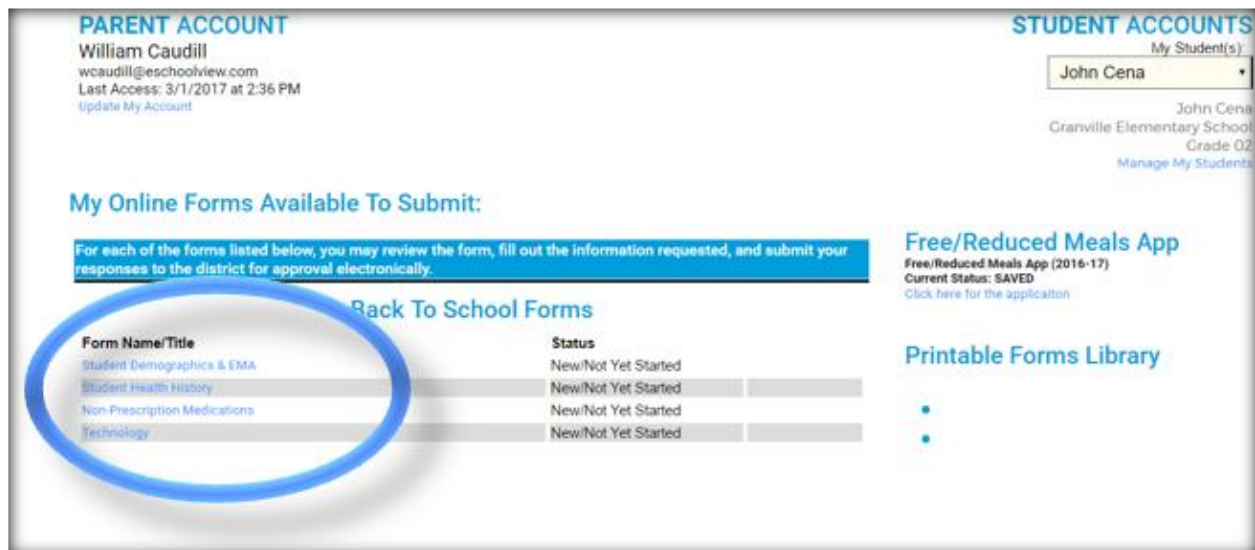 PARENT ACCOUNT
William Caudill
wcaudill@eschoolview.com
Last Access: 3/1/2017 at 2:36 PM
Update My Account
STUDENT ACCOUNTS
My Student(s):
John Cena
John Cena
Granville Elementary School
Grade 02
Manage My Students
My Online Forms Available To Submit:
For each of the forms listed below, you may review the form, fill out the information requested, and submit your
responses to the district for approval electronically.
Back To School Forms
Form Name/Title Status
Student Demographics & EMA New/Not Yet Started
Student Health History New/Not Yet Started
Non-Prescription Medications New/Not Yet Started
Technology New/Not Yet Started
Free/Reduced Meals App
Free/Reduced Meals App (2016-17)
Current Status: SAVED
Click here for the applicaiton
Printable Forms Library